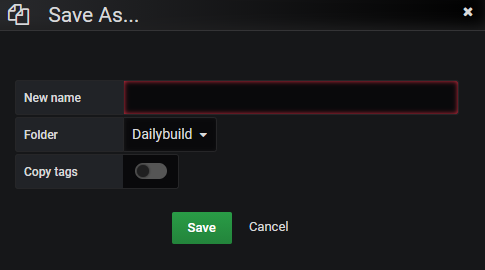 Save As...
New name
Folder
Dailybuild
Copy tags
Save
Cancel